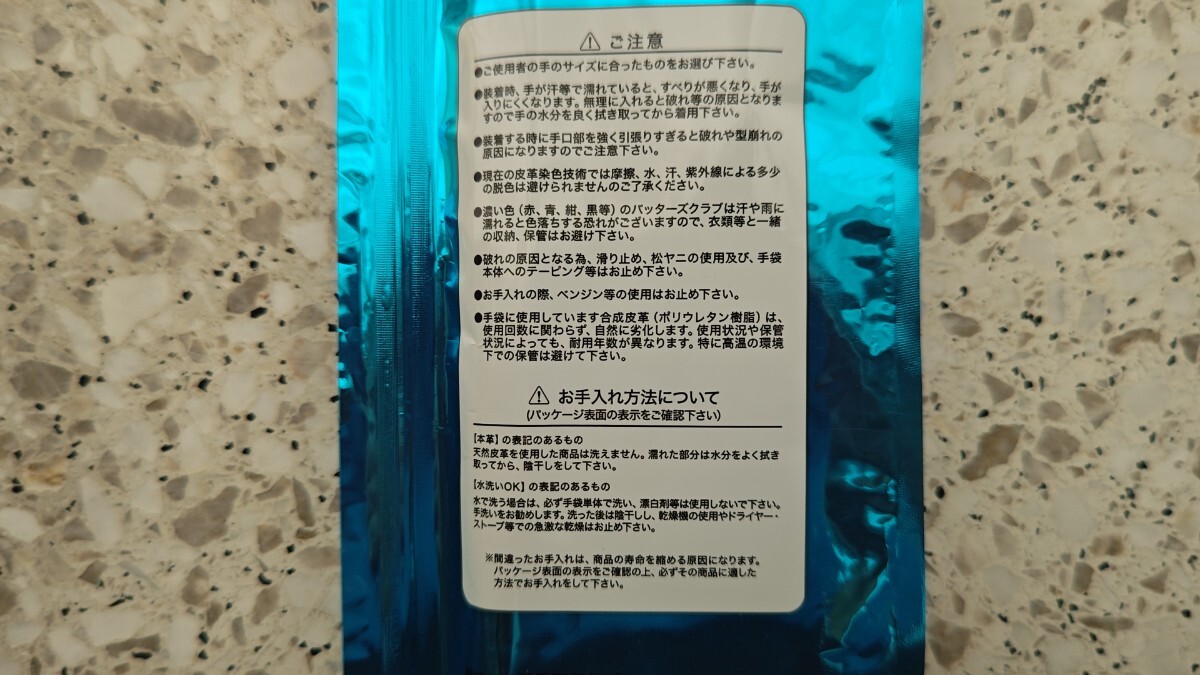 ⚠ ご注意
●ご使用者の手のサイズに合ったものをお選び下さい。
●装着時、手が汗等で濡れていると、すべりが悪くなり、手が
入りにくくなります。無理に入れると破れ等の原因となりま
すので手の水分を良く拭き取ってから着用下さい。
●装着する時に手口部を強く引張りすぎると破れや型崩れの
原因になりますのでご注意下さい。
●現在の皮革染色技術では摩擦、水、汗、紫外線による多少
の脱色は避けられませんのご了承ください。
●濃い色(赤、青、紺、黒等)のバッターズクラブは汗や雨に
濡れると色落ちする恐れがございますので、衣類等と一緒
の収納、保管はお避け下さい。
●破れの原因となる為、滑り止め、松ヤニの使用及び、手袋
本体へのテーピング等はお止め下さい。
●お手入れの際、ベンジン等の使用はお止め下さい。
●手袋に使用しています合成皮革(ポリウレタン樹脂)は、
使用回数に関わらず、自然に劣化します。使用状況や保管
状況によっても、耐用年数が異なります。特に高温の環境
下での保管は避けて下さい。
⚠ お手入れ方法について
(パッケージ表面の表示をご確認下さい)
【本革】の表記のあるもの
天然皮革を使用した商品は洗えません。濡れた部分は水分をよく拭き
取ってから、陰干しをして下さい。
【水洗いOK】の表記のあるもの
水で洗う場合は、必ず手袋単体で洗い、漂白剤等は使用しないで下さい。
手洗いをお勧めします。洗った後は陰干しし、乾燥機の使用やドライヤー・
ストーブ等での急激な乾燥はお止め下さい。
※間違ったお手入れは、商品の寿命を縮める原因になります。
パッケージ表面の表示をご確認の上、必ずその商品に適した
方法でお手入れをして下さい。